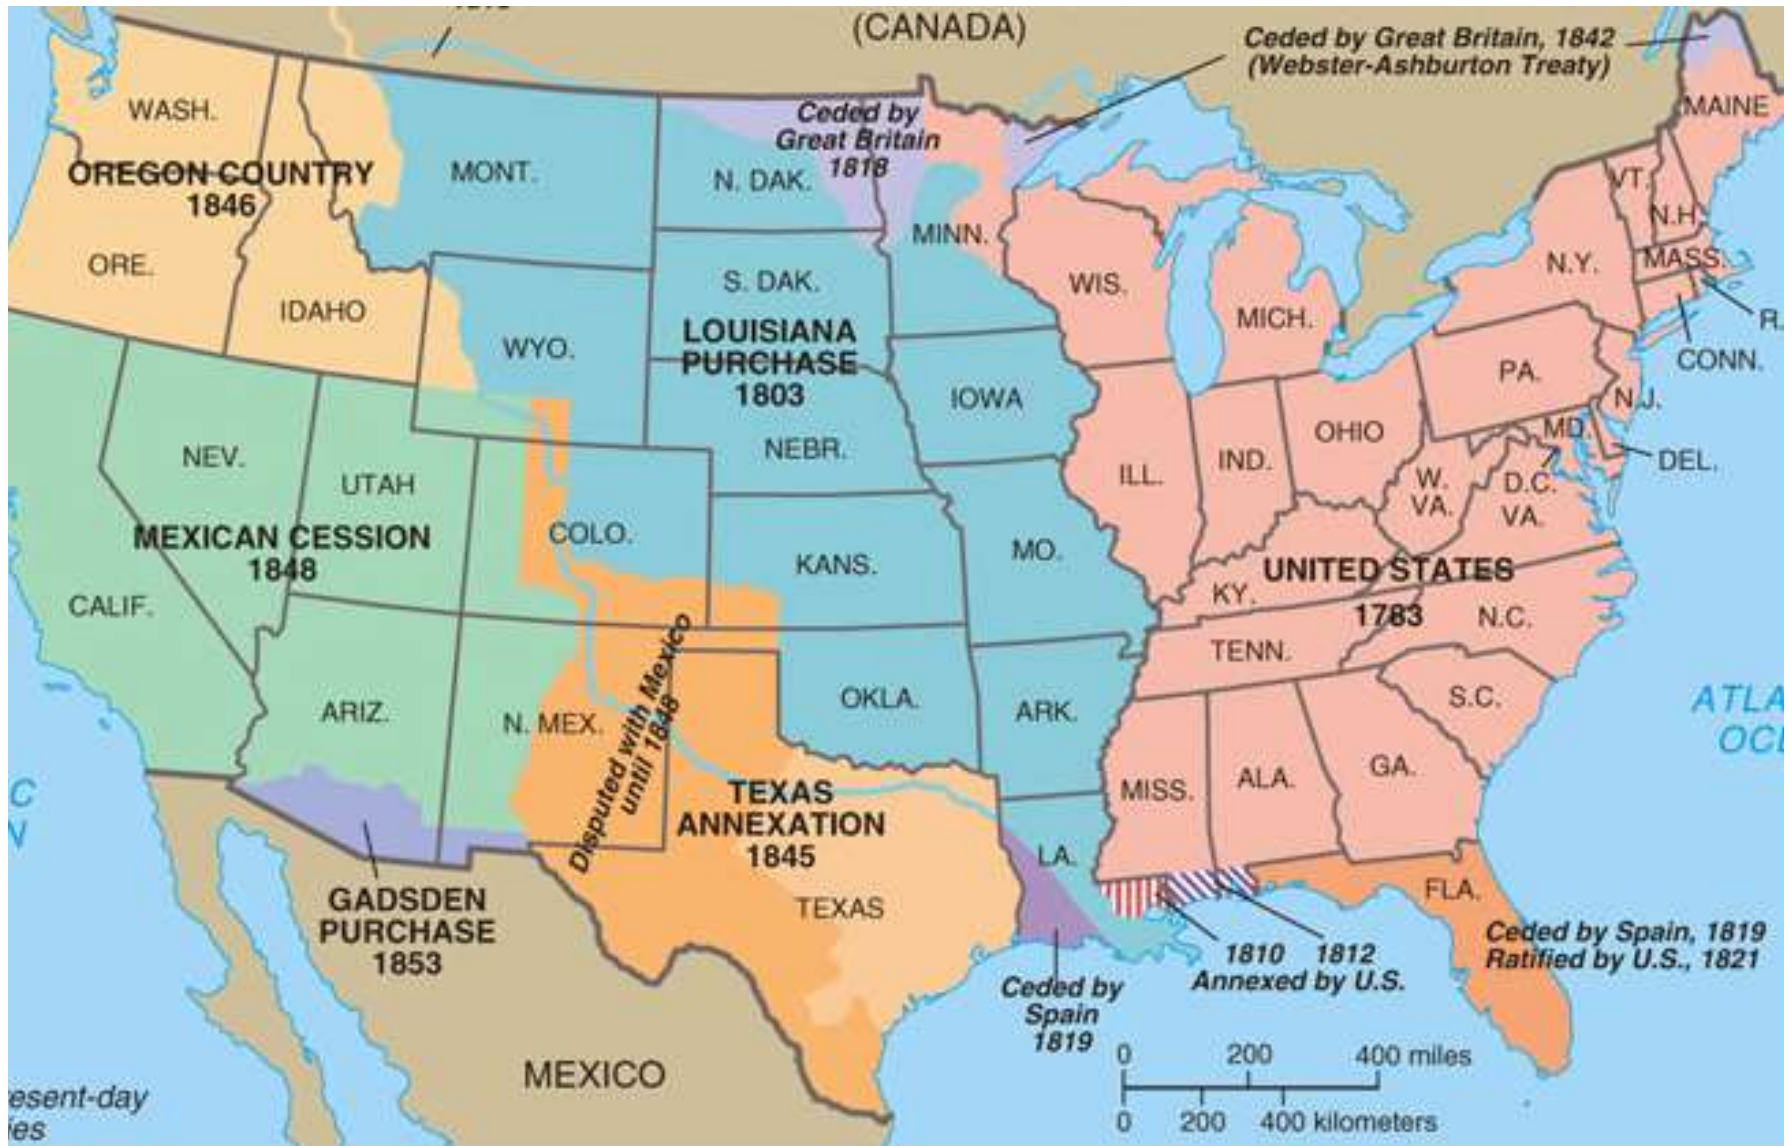 (CANADA)
Ceded by Great Britain, 1842
(Webster-Ashburton Treaty)
WASH.
OREGON COUNTRY
1846
ORE.
IDAHO
MONT.
Ceded by
Great Britain
1818
N. DAK.
MINN.
S. DAK.
WYO.
LOUISIANA
PURCHASE
1803
NEBR.
IOWA
WIS.
MICH.
MAINE
VT.
N.H.
MASS.
N.Y.
R.
CONN.
PA.
N.J.
MD.
DEL.
OHIO
IND.
ILL.
W.
VA.
D.C.
VA.
NEV.
UTAH
MEXICAN CESSION
1848
CALIF.
COLO.
KANS.
MO.
KY.
UNITED STATES
1783
N.C.
TENN.
S.C.
ARIZ.
N. MEX.
Disputed with Mexico
until 1848
OKLA.
ARK.
MISS.
ALA.
GA.
ATLA
OCE
C
N
TEXAS
ANNEXATION
1845
TEXAS
LA.
FLA.
GADSDEN
PURCHASE
1853
Ceded by Spain, 1819
Ratified by U.S., 1821
1810 1812
Annexed by U.S.
Ceded by
Spain
1819
MEXICO
0 200 400 miles
0 200 400 kilometers
esent-day
ies